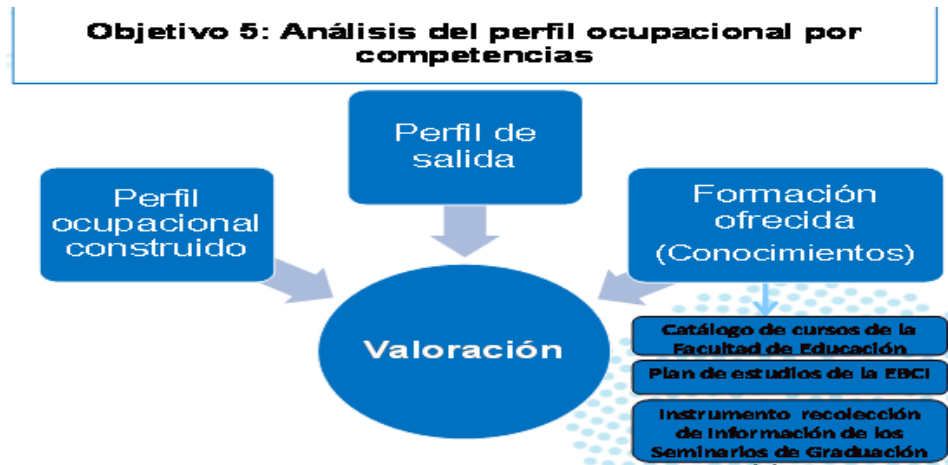 Objetivo 5: Análisis del perfil ocupacional por
competencias
Perfil de
salida
Perfil
ocupacional
construido
Formación
ofrecida
(Conocimientos)
Valoración
Catálogo de cursos de la
Facultad de Educación
Plan de estudios de la EBCI
Instrumento recolección
de Información de los
Seminarios de Graduación